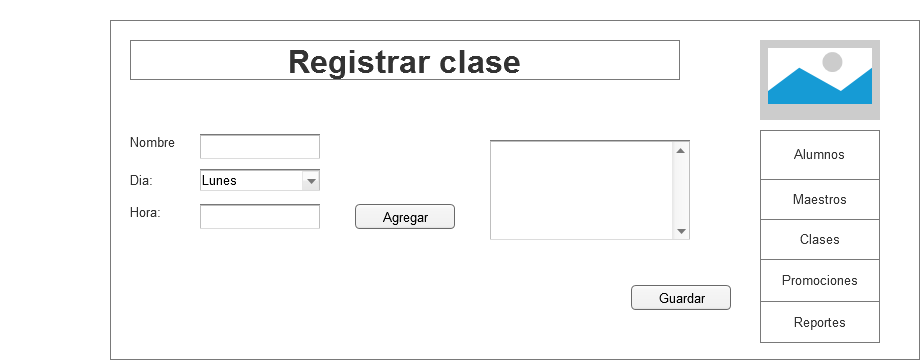 Registrar clase
Nombre
Dia:
Lunes
Hora:
Agregar
Guardar
Alumnos
Maestros
Clases
Promociones
Reportes